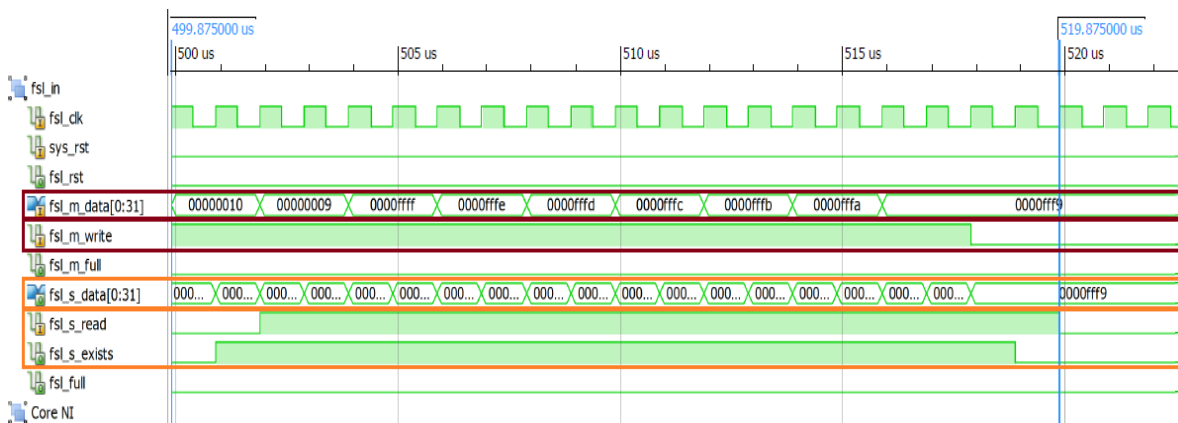 499.875000 us 519.875000 us
500 us 505 us 510 us 515 us 520 us
fsl_in
fsl_clk
sys_rst
fsl_rst
fsl_m_data[0:31] 00000010 00000009 0000ffff 0000fffe 0000fffd 0000fffc 0000fffb 0000fffa 0000fff9
fsl_m_write
fsl_m_full
fsl_s_data[0:31] 000... 000... 000... 000... 000... 000... 000... 000... 000... 000... 000... 000... 000... 000... 000... 000... 000... 000... 0000fff9
fsl_s_read
fsl_s_exists
fsl_full
Core NI